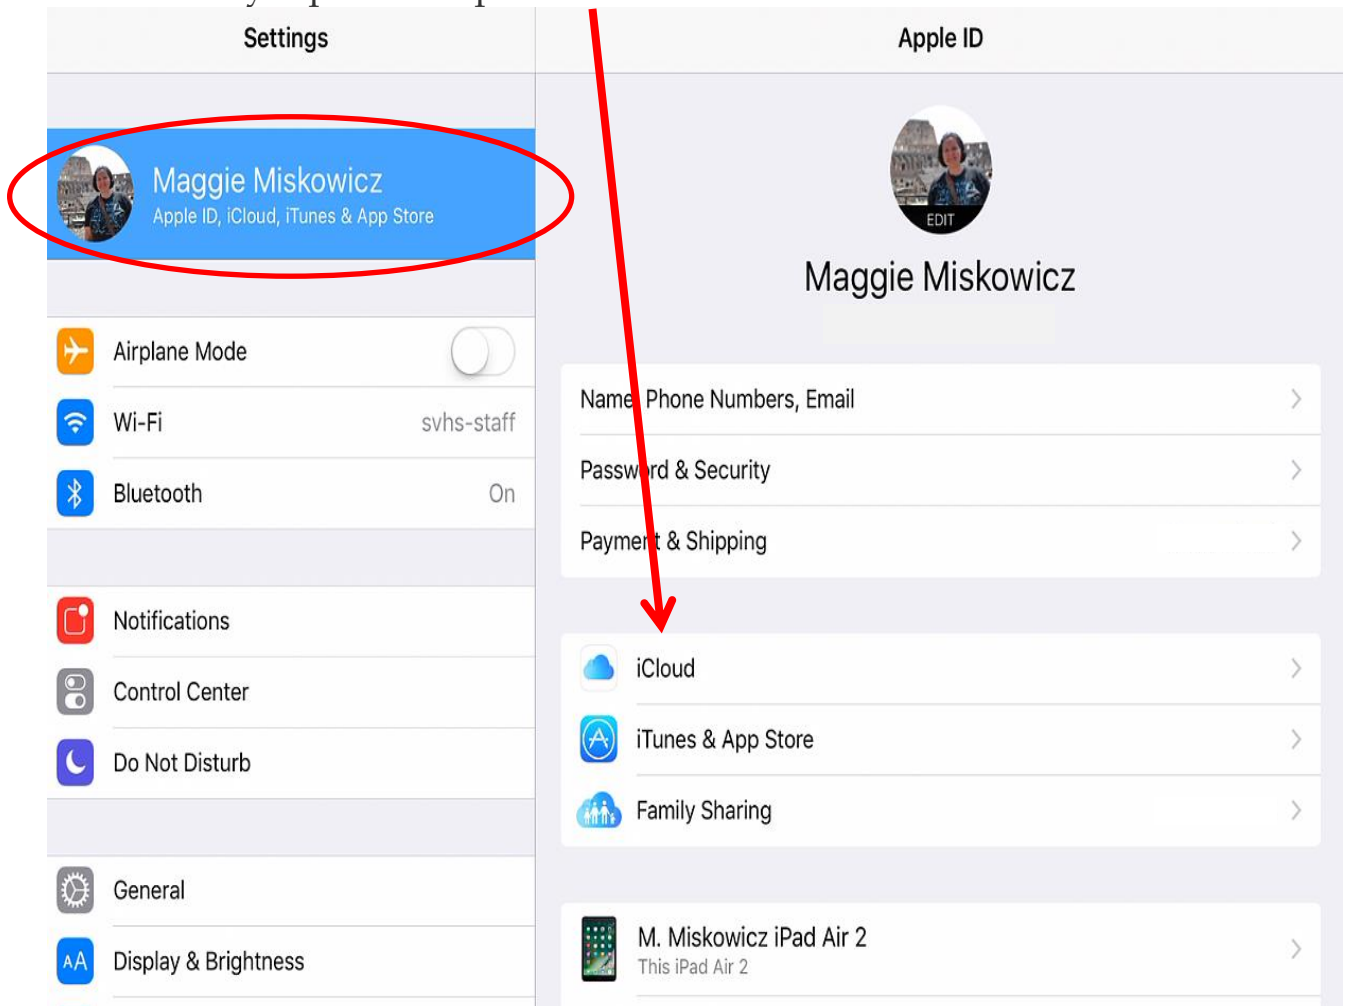 Settings
Maggie Miskowicz
Apple ID, iCloud, iTunes & App Store
Airplane Mode
Wi-Fi svhs-staff
Bluetooth On
Notifications
Control Center
Do Not Disturb
General
AA Display & Brightness
Apple ID
EDIT
Maggie Miskowicz
Name, Phone Numbers, Email
Password & Security
Payment & Shipping
iCloud
iTunes & App Store
Family Sharing
M. Miskowicz iPad Air 2
This iPad Air 2